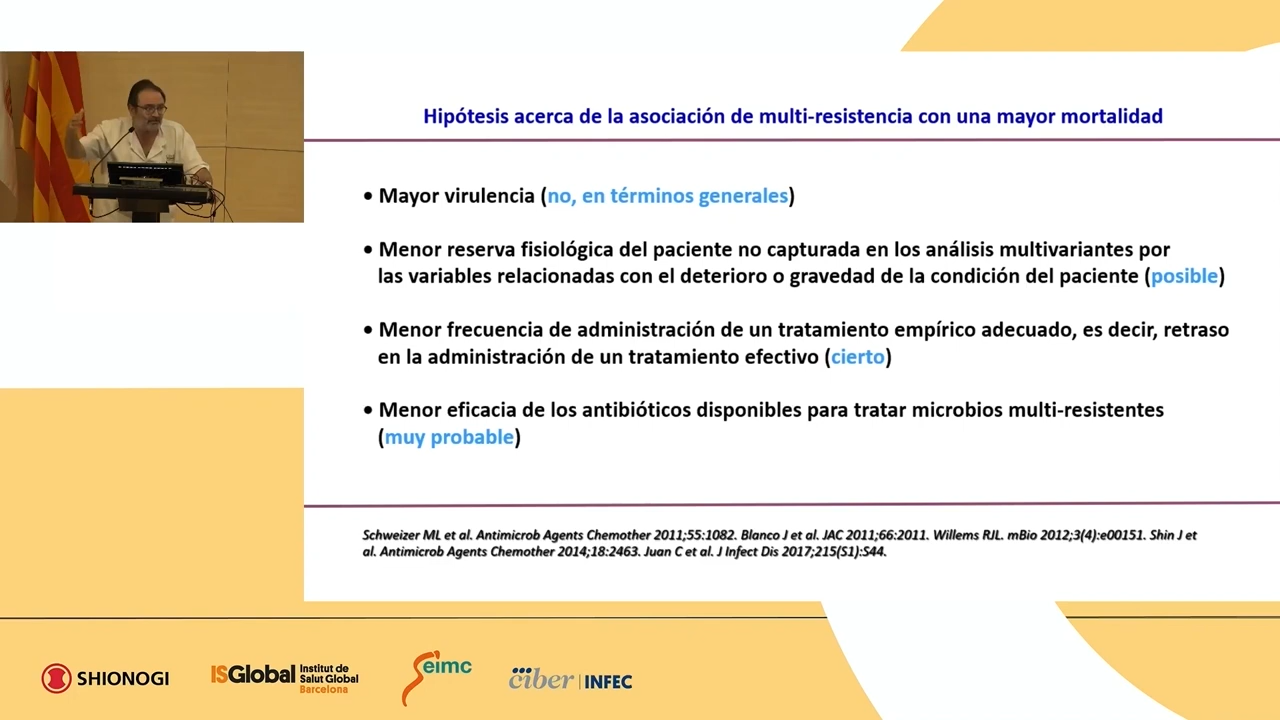 Hipótesis acerca de la asociación de multi-resistencia con una mayor mortalidad
• Mayor virulencia (no, en términos generales)
• Menor reserva fisiológica del paciente no capturada en los análisis multivariantes por
las variables relacionadas con el deterioro o gravedad de la condición del paciente (posible)
• Menor frecuencia de administración de un tratamiento empírico adecuado, es decir, retraso
en la administración de un tratamiento efectivo (cierto)
• Menor eficacia de los antibióticos disponibles para tratar microbios multi-resistentes
(muy probable)
Schweizer ML et al. Antimicrob Agents Chemother 2011;55:1082. Blanco J et al. JAC 2011;66:2011. Willems RJL. mBio 2012;3(4):e00151. Shin J et
al. Antimicrob Agents Chemother 2014;18:2463. Juan C et al. J Infect Dis 2017;215(S1):S44.
SHIONOGI
ISGlobal
Institut de
Salut Global
Barcelona
Seimc
ciber | INFEC